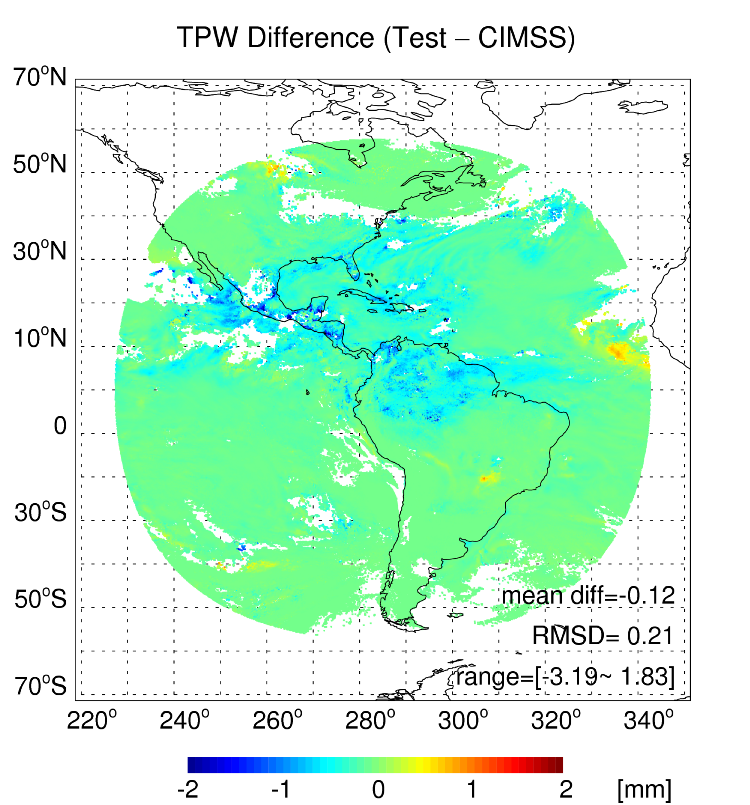 TPW Difference (Test – CIMSS)
70°N
50°N
30°N
10°N
0
30°S
50°S
70°S
mean diff=-0.12
RMSD= 0.21
range=[-3.19~ 1.83]
220° 240° 260° 280° 300° 320° 340°
-2 -1 0 1 2 [mm]